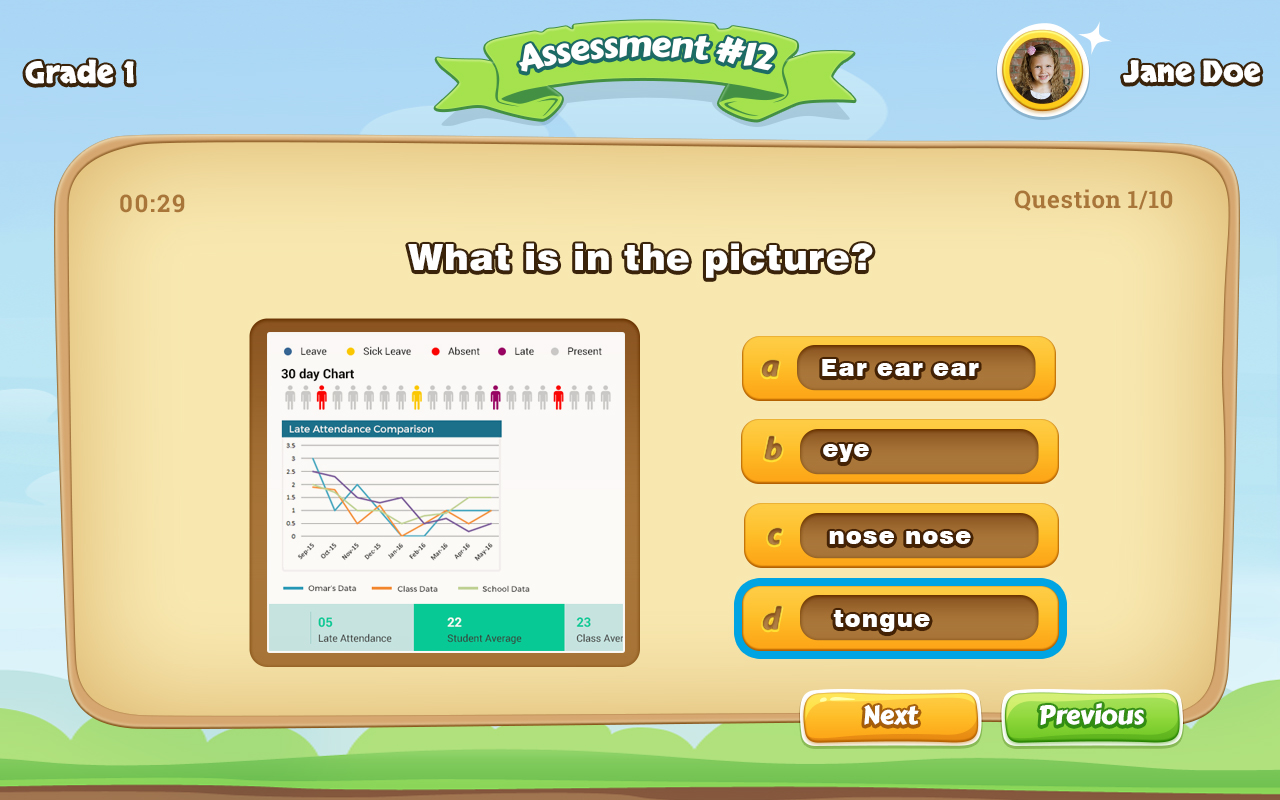 Assessment #12
Grade 1
Jane Doe
00:29
Question 1/10
What is in the picture?
Leave Sick Leave Absent Late Present
30 day Chart
Late Attendance Comparison
3.5
3
2.5
2
1.5
1
0.5
0
Sep-15 Oct-15 Nov-15 Dec-15 Jan-16 Feb-16 Mar-16 Apr-16 May-16
Omar's Data Class Data School Data
05 22 23
Late Attendance Student Average Class Aver
a Ear ear ear
b eye
c nose nose
d tongue
Next Previous